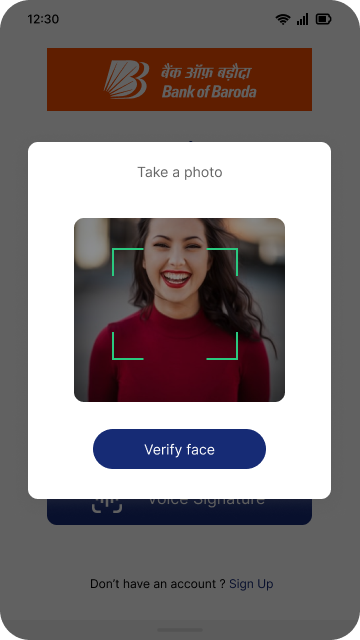 12:30
बैंक ऑफ़ बड़ौदा
Bank of Baroda
Take a photo
Verify face
Voice Signature
Don't have an account ? Sign Up